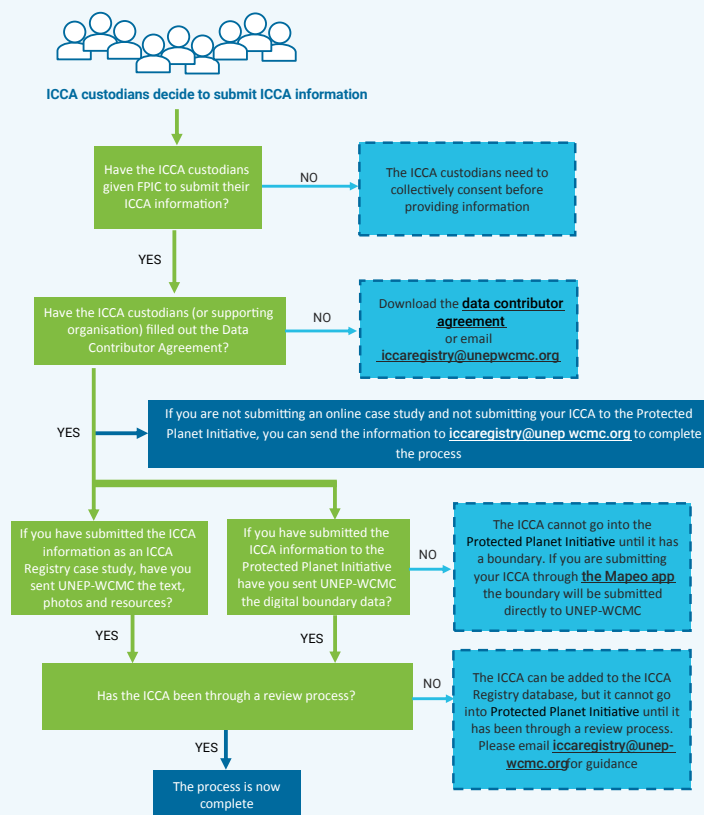 ICCA custodians decide to submit ICCA information
Have the ICCA custodians
given FPIC to submit their
ICCA information?
NO
The ICCA custodians need to
collectively consent before
providing information
YES
Have the ICCA custodians (or supporting
organisation) filled out the Data
Contributor Agreement?
NO
Download the data contributor
agreement
or email
iccaregistry@unepwcmc.org
YES
If you are not submitting an online case study and not submitting your ICCA to the Protected
Planet Initiative, you can send the information to iccaregistry@unep wcmc.org to complete
the process
If you have submitted the ICCA
information as an ICCA
Registry case study, have you
sent UNEP-WCMC the text,
photos and resources?
If you have submitted the
ICCA information to the
Protected Planet Initiative
have you sent UNEP-WCMC
the digital boundary data?
NO
The ICCA cannot go into the
Protected Planet Initiative until it has
a boundary. If you are submitting
your ICCA through the Mapeo app
the boundary will be submitted
directly to UNEP-WCMC
YES
YES
Has the ICCA been through a review process?
NO
The ICCA can be added to the ICCA
Registry database, but it cannot go
into Protected Planet Initiative until it
has been through a review process.
Please email iccaregistry@unep-
wcmc.orgfor guidance
YES
The process is now
complete